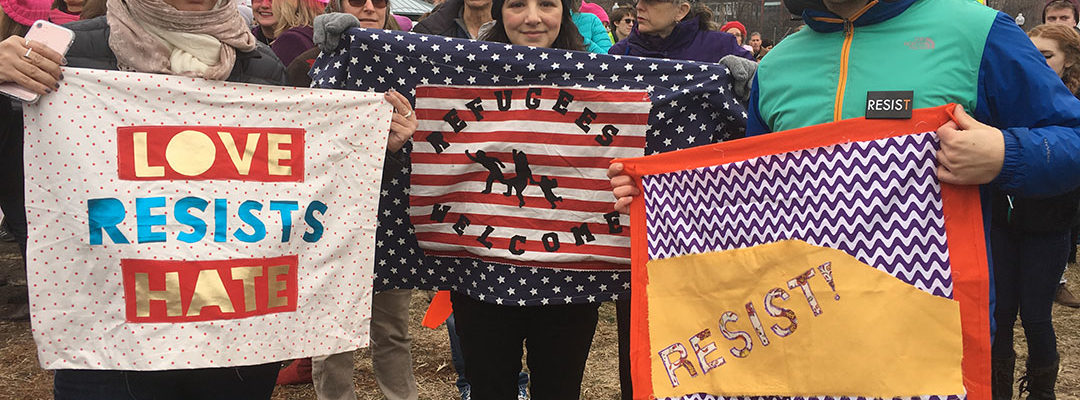 LOVE
RESISTS
HATE
REFUGEES
WELCOME
RESIST
RESIST!